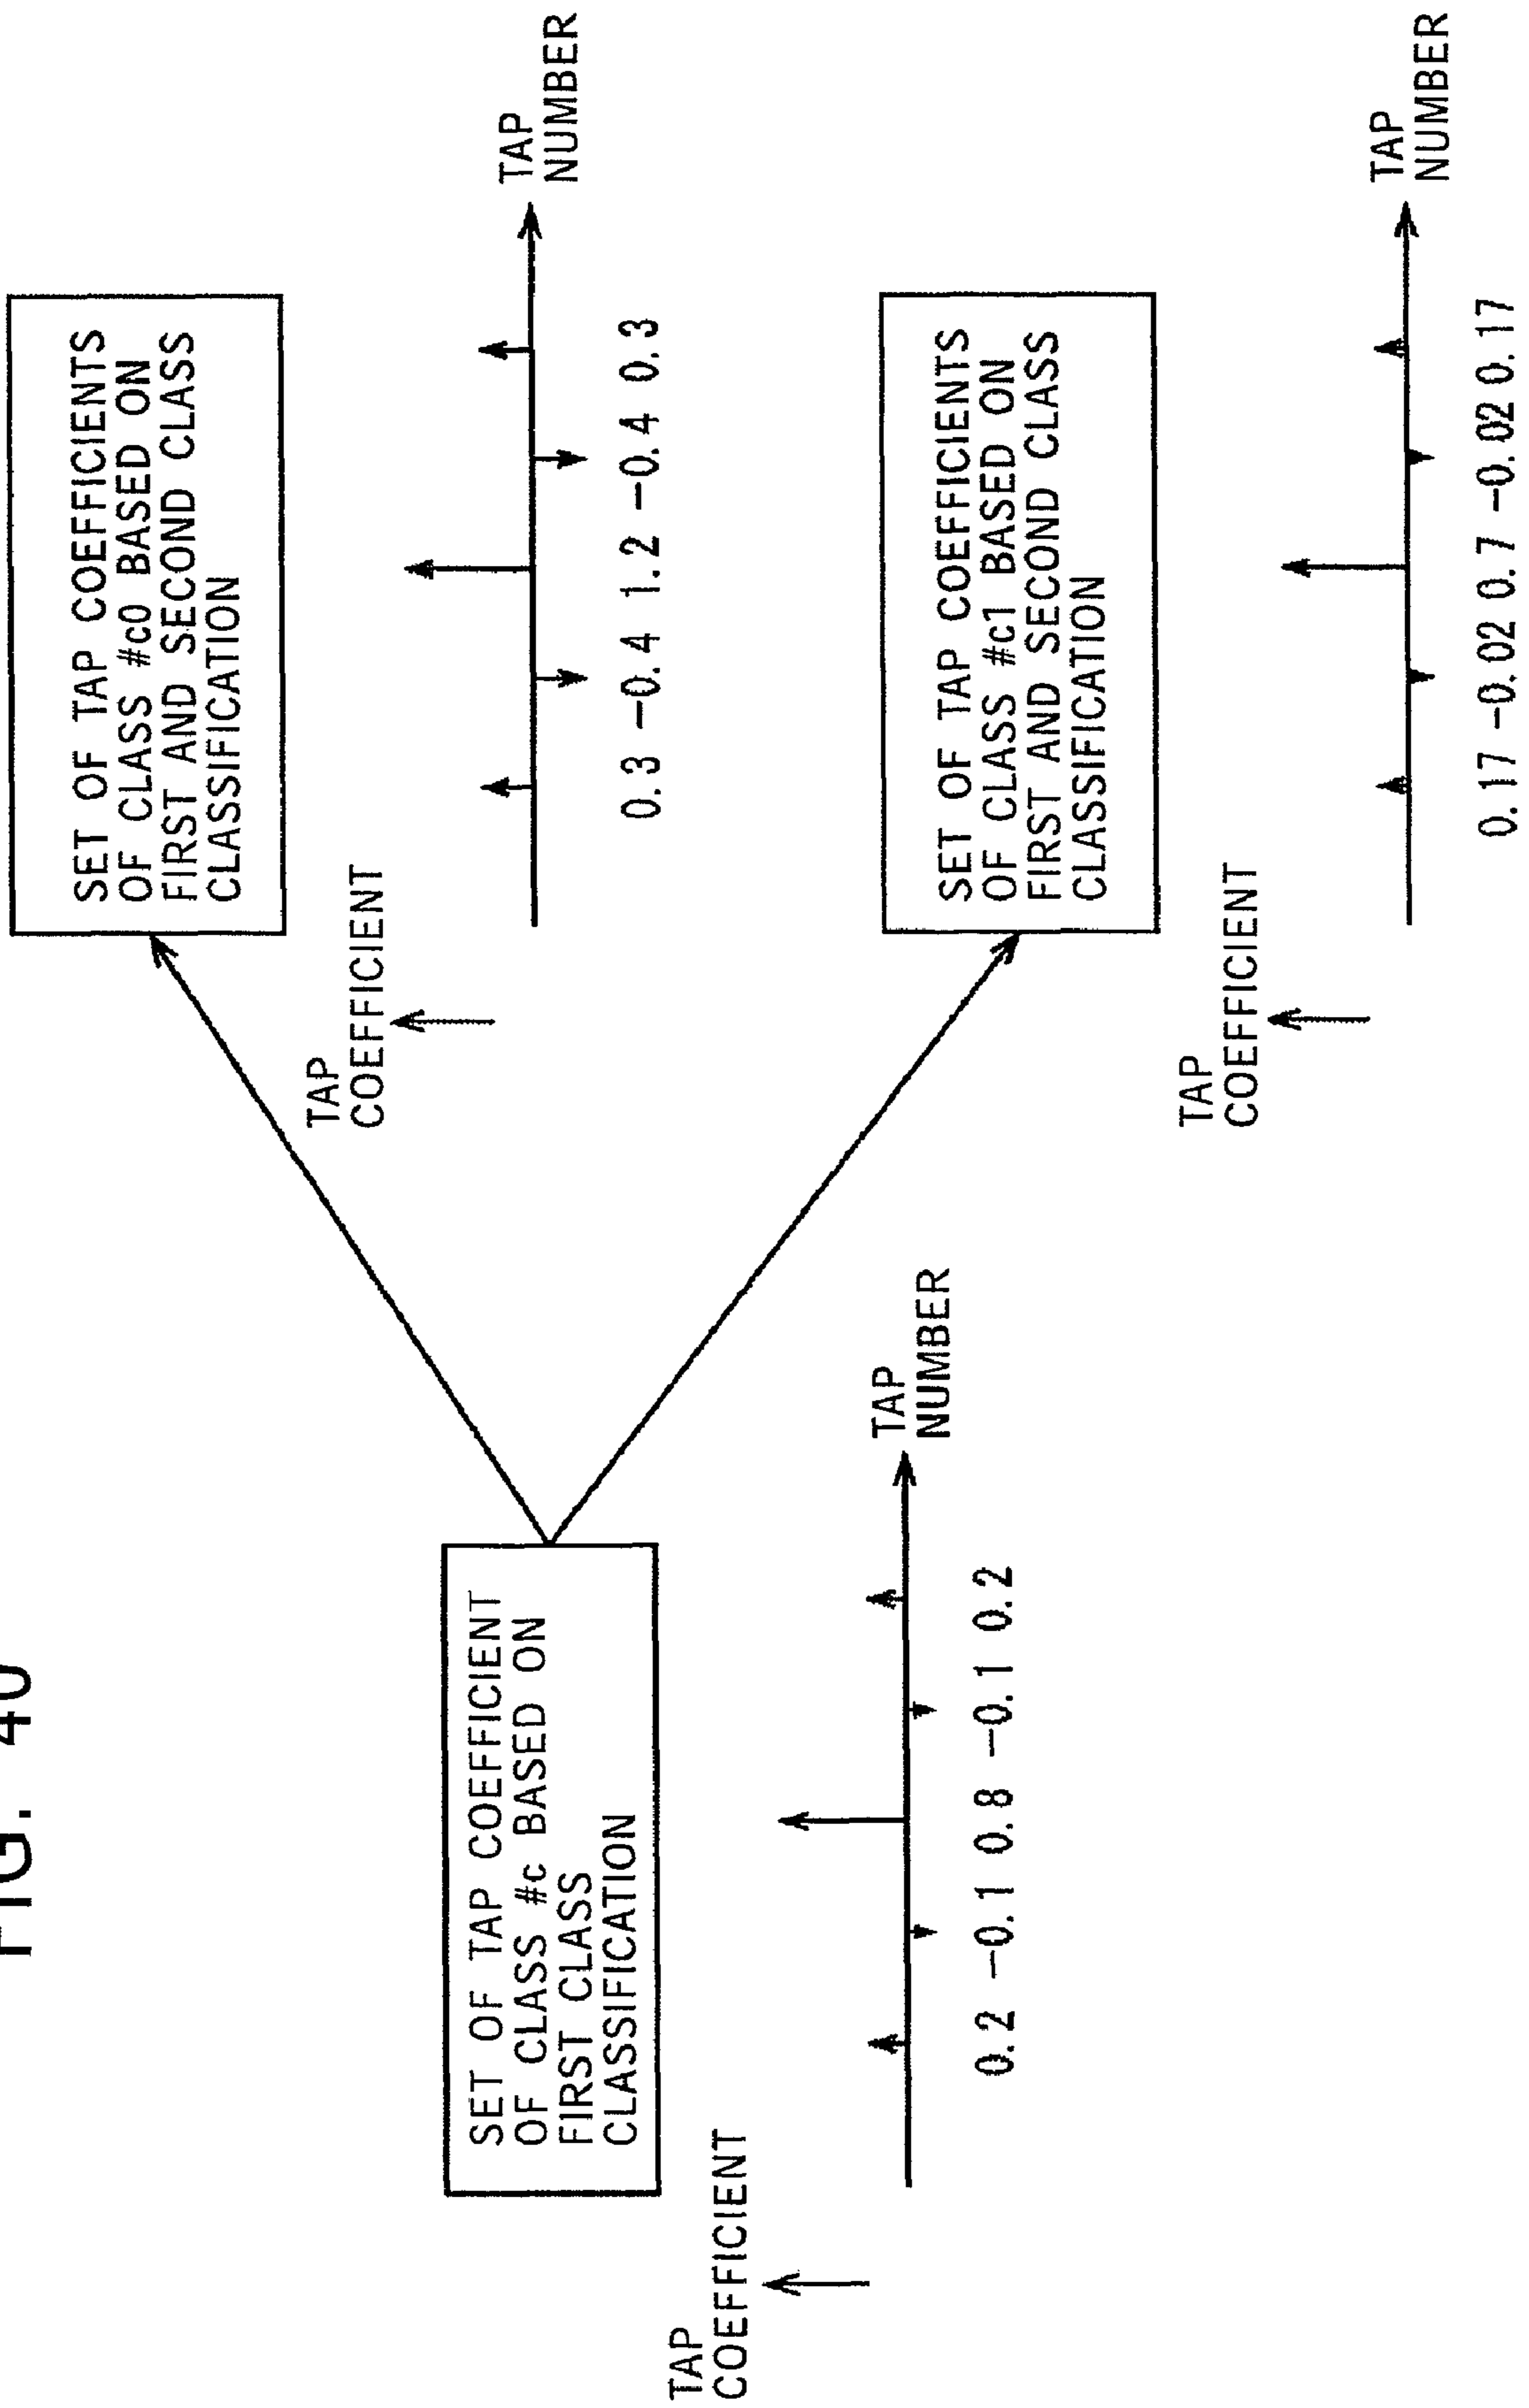 FIG. 40
SET OF TAP COEFFICIENT
OF CLASS #c BASED ON
FIRST CLASS
CLASSIFICATION
TAP
COEFFICIENT
TAP
NUMBER
0.2 −0.1 0.8 −0.1 0.2
SET OF TAP COEFFICIENTS
OF CLASS #c0 BASED ON
FIRST AND SECOND CLASS
CLASSIFICATION
TAP
COEFFICIENT
TAP
NUMBER
0.3 −0.4 1.2 −0.4 0.3
SET OF TAP COEFFICIENTS
OF CLASS #c1 BASED ON
FIRST AND SECOND CLASS
CLASSIFICATION
TAP
COEFFICIENT
TAP
NUMBER
0.17 −0.02 0.7 −0.02 0.17